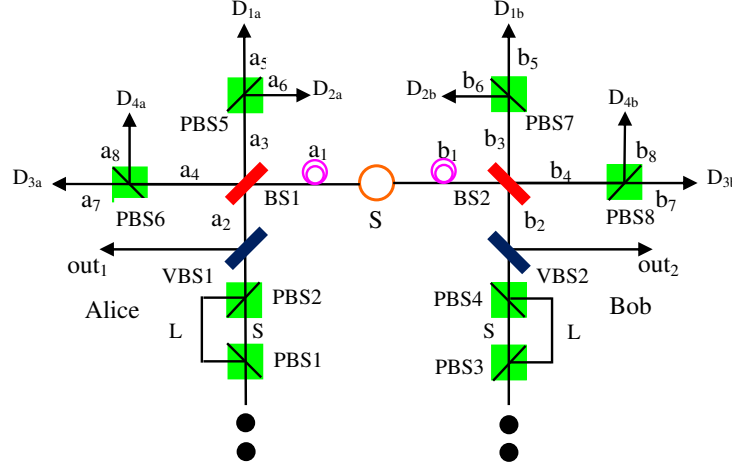 D1a D1b
a5 b5
a6 D2a D2b b6
D4a D4b
PBS5 PBS7
a3 a1 b1 b3
a8 a4 b4 b8
D3a D3b
a7 PBS6 BS1 S BS2 PBS8 b7
a2 b2
out1 VBS1 VBS2 out2
Alice PBS2 PBS4 Bob
L S S L
PBS1 PBS3